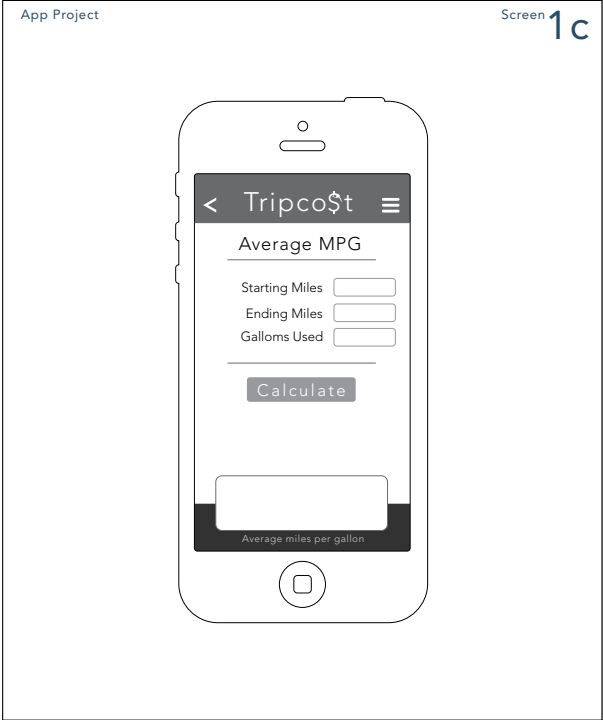 App Project
Screen 1c
< Tripco$t ≡
Average MPG
Starting Miles
Ending Miles
Galloms Used
Calculate
Average miles per gallon